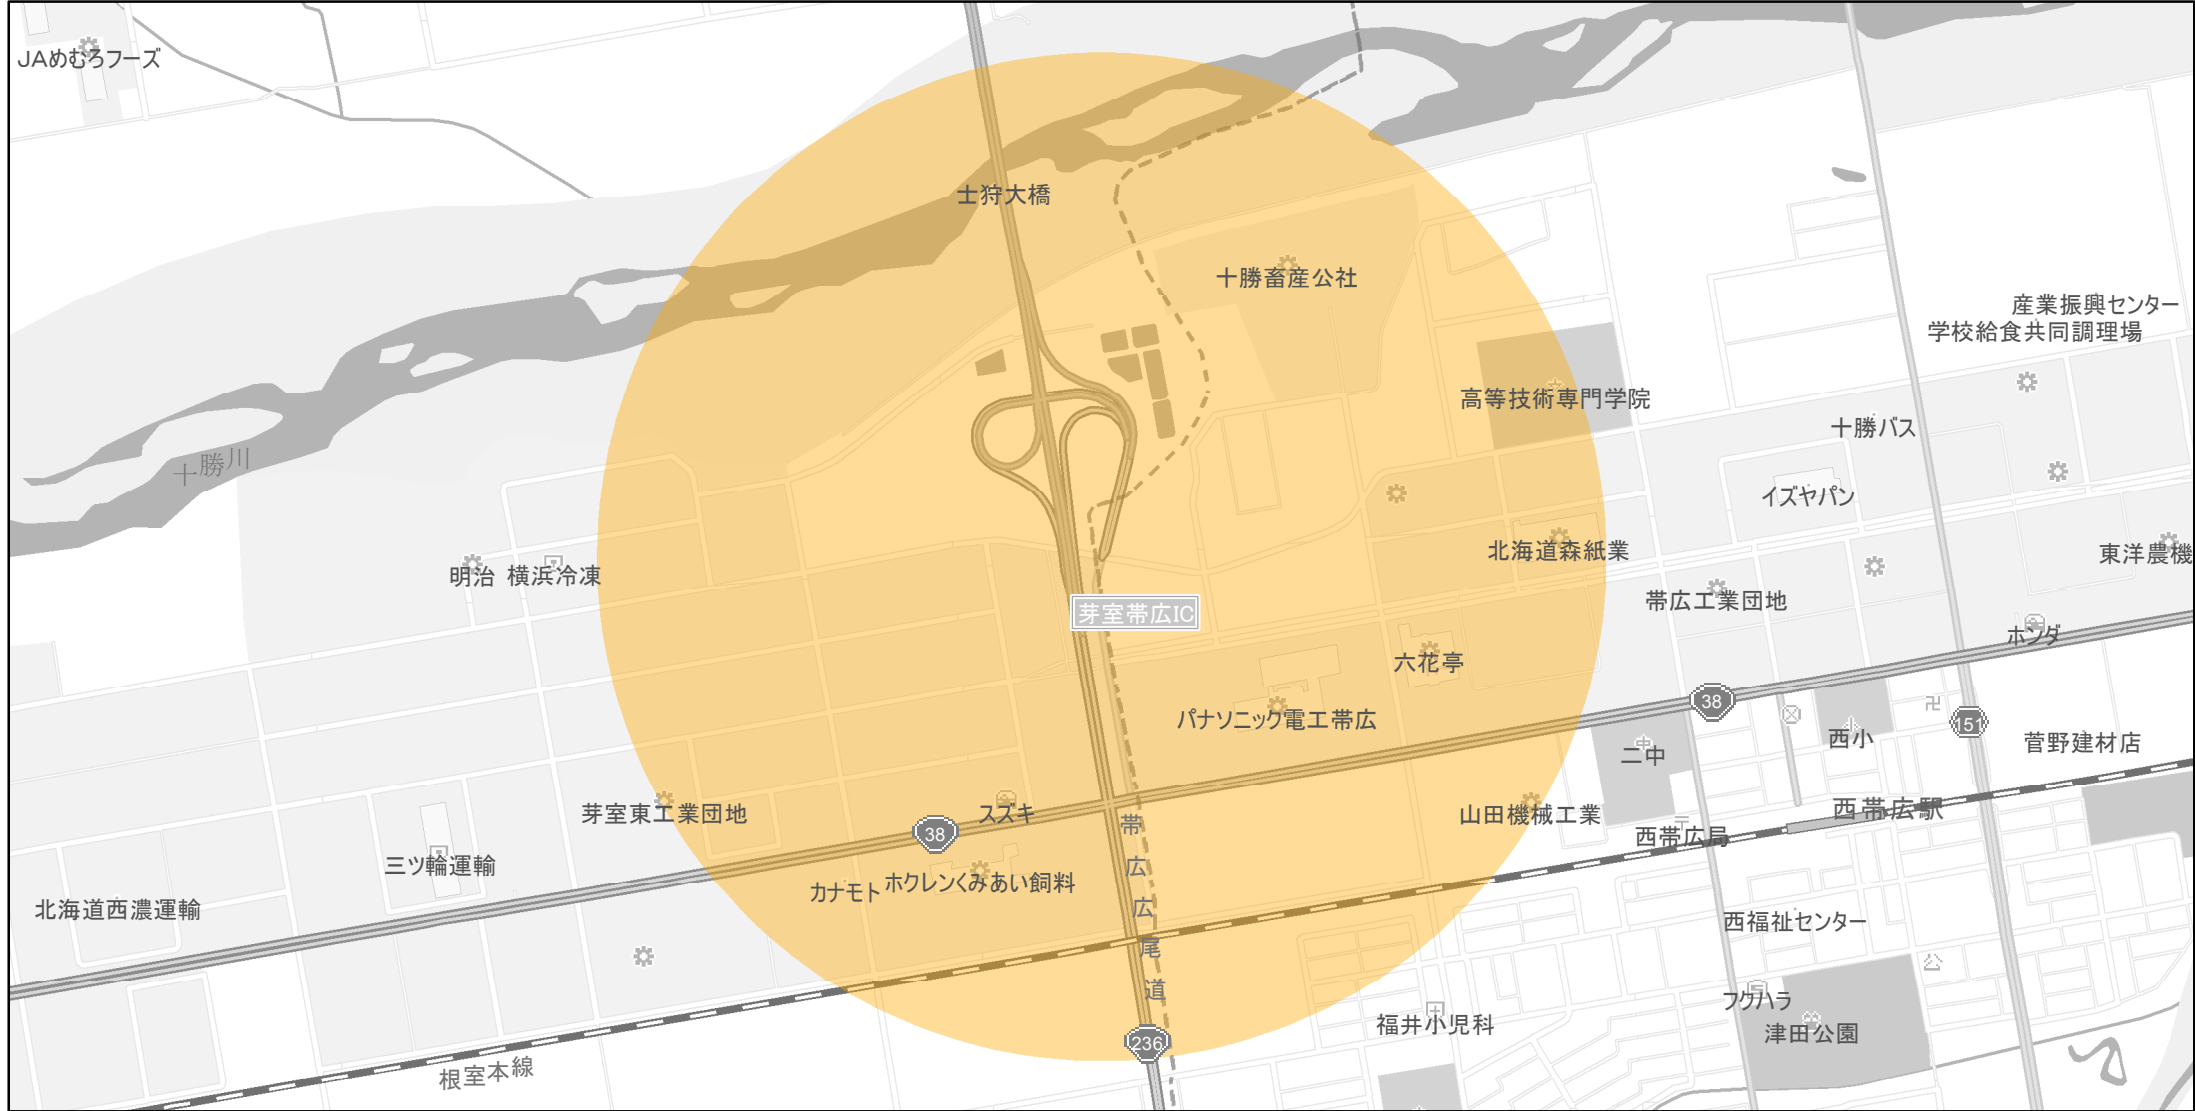 JAめむろフーズ
士狩大橋
十勝畜産公社
産業振興センター
学校給食共同調理場
高等技術専門学院
十勝バス
十勝川
イズヤパン
北海道森紙業
東洋農機
明治
横浜冷凍
帯広工業団地
芽室帯広IC
ホンダ
六花亭
38
パナソニック電工帯広
151
西小
菅野建材店
二中
芽室東工業団地
スズキ
山田機械工業
西帯広駅
38
帯広広尾道
西帯広局
三ツ輪運輸
カナモト
ホクレンくみあい飼料
北海道西濃運輸
西福祉センター
公
フクハラ
福井小児科
津田公園
236
根室本線